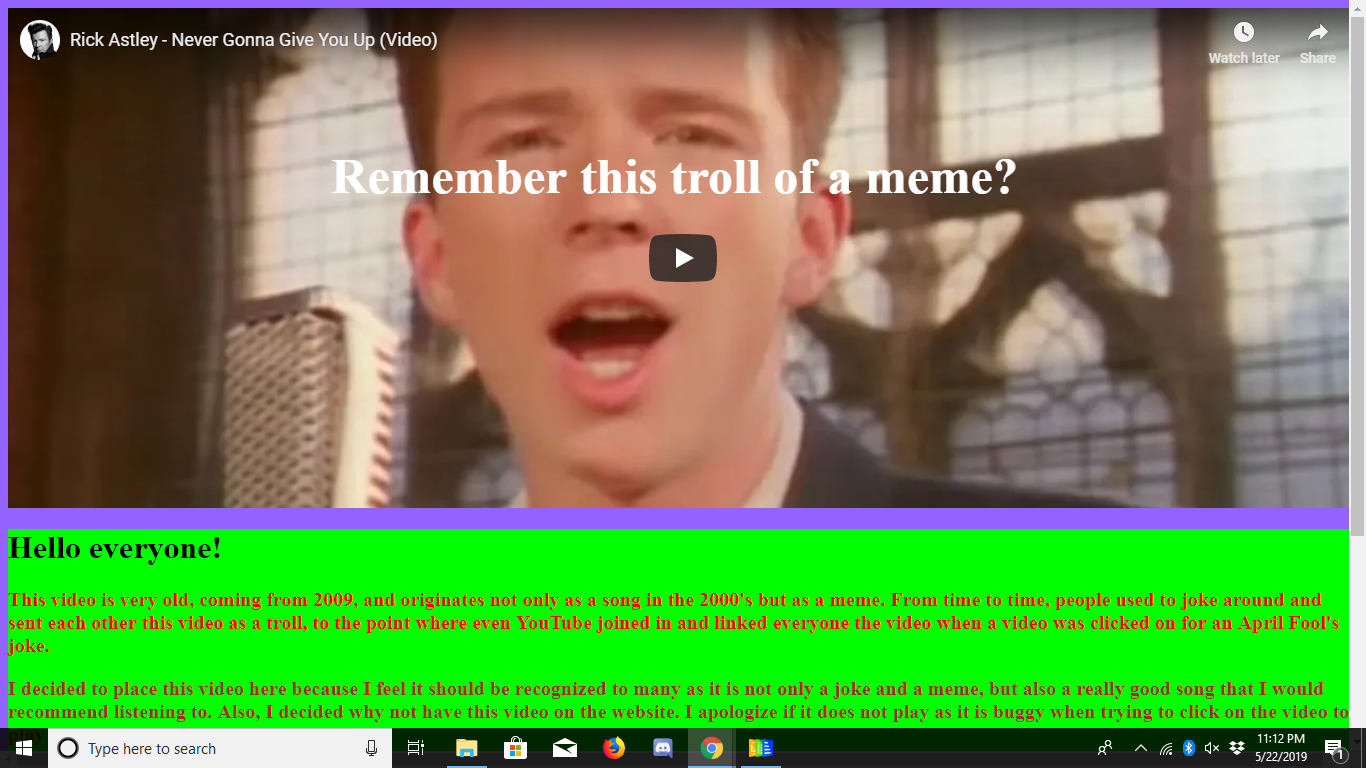 Rick Astley - Never Gonna Give You Up (Video)
Watch later
Share
Remember this troll of a meme?
Hello everyone!
This video is very old, coming from 2009, and originates not only as a song in the 2000's but as a meme. From time to time, people used to joke around and
sent each other this video as a troll, to the point where even YouTube joined in and linked everyone the video when a video was clicked on for an April Fool's
joke.
I decided to place this video here because I feel it should be recognized to many as it is not only a joke and a meme, but also a really good song that I would
recommend listening to. Also, I decided why not have this video on the website. I apologize if it does not play as it is buggy when trying to click on the video to
Type here to search
11:12 PM
5/22/2019
1